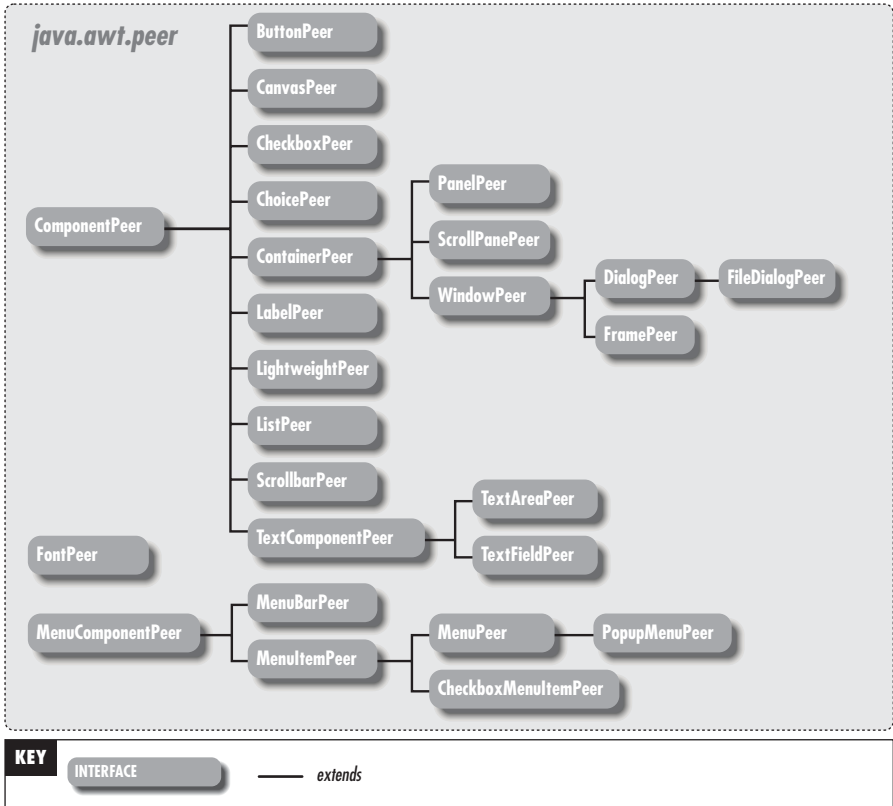 java.awt.peer
ButtonPeer
CanvasPeer
CheckboxPeer
ChoicePeer
PanelPeer
ComponentPeer
ScrollPanePeer
ContainerPeer
DialogPeer
FileDialogPeer
WindowPeer
LabelPeer
FramePeer
LightweightPeer
ListPeer
ScrollbarPeer
TextAreaPeer
TextComponentPeer
FontPeer
TextFieldPeer
MenuBarPeer
MenuComponentPeer
MenuPeer
PopupMenuPeer
MenuItemPeer
CheckboxMenuItemPeer
KEY
INTERFACE
extends